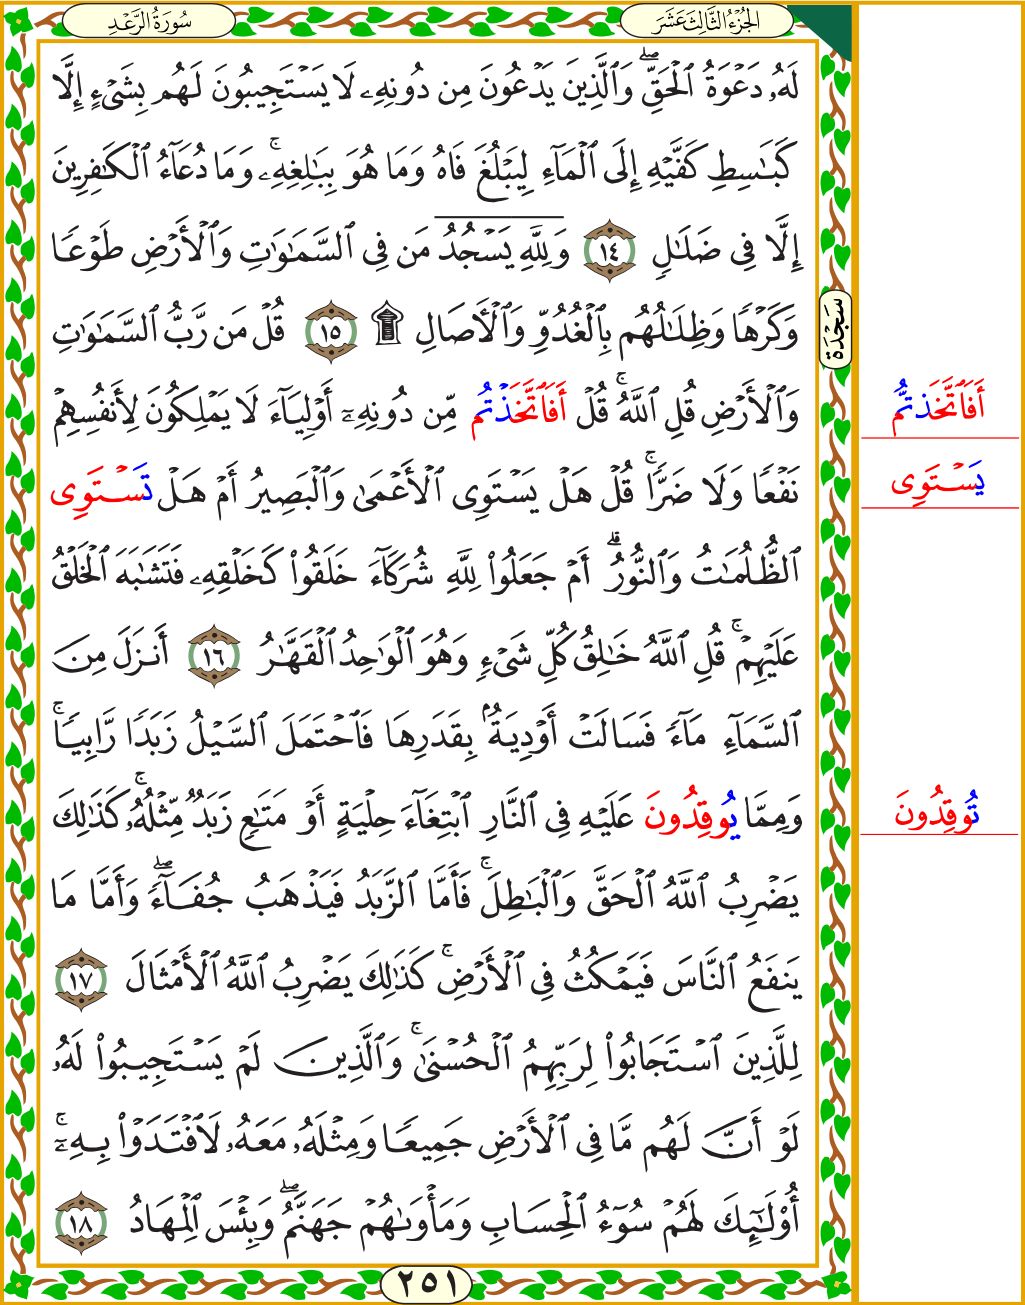 الجُزْءُ الثَّالِثَ عَشَرَ
سُورَةُ الرَّعْدِ
لَهُۥ دَعْوَةُ ٱلْحَقِّۖ وَٱلَّذِينَ يَدْعُونَ مِن دُونِهِۦ لَا يَسْتَجِيبُونَ لَهُم بِشَىْءٍ إِلَّا
كَبَٰسِطِ كَفَّيْهِ إِلَى ٱلْمَآءِ لِيَبْلُغَ فَاهُ وَمَا هُوَ بِبَٰلِغِهِۦۚ وَمَا دُعَآءُ ٱلْكَٰفِرِينَ
إِلَّا فِى ضَلَٰلٍ ١٤ وَلِلَّهِ يَسْجُدُ مَن فِى ٱلسَّمَٰوَٰتِ وَٱلْأَرْضِ طَوْعًا
وَكَرْهًا وَظِلَٰلُهُم بِٱلْغُدُوِّ وَٱلْأَصَالِ ۩ ١٥ قُلْ مَن رَّبُّ ٱلسَّمَٰوَٰتِ
وَٱلْأَرْضِ قُلِ ٱللَّهُۚ قُلْ أَفَٱتَّخَذْتُم مِّن دُونِهِۦٓ أَوْلِيَآءَ لَا يَمْلِكُونَ لِأَنفُسِهِمْ
نَفْعًا وَلَا ضَرًّاۚ قُلْ هَلْ يَسْتَوِى ٱلْأَعْمَىٰ وَٱلْبَصِيرُ أَمْ هَلْ تَسْتَوِى
ٱلظُّلُمَٰتُ وَٱلنُّورُۗ أَمْ جَعَلُوا۟ لِلَّهِ شُرَكَآءَ خَلَقُوا۟ كَخَلْقِهِۦ فَتَشَٰبَهَ ٱلْخَلْقُ
عَلَيْهِمْۚ قُلِ ٱللَّهُ خَٰلِقُ كُلِّ شَىْءٍ وَهُوَ ٱلْوَٰحِدُ ٱلْقَهَّٰرُ ١٦ أَنزَلَ مِنَ
ٱلسَّمَآءِ مَآءً فَسَالَتْ أَوْدِيَةٌۢ بِقَدَرِهَا فَٱحْتَمَلَ ٱلسَّيْلُ زَبَدًا رَّابِيًاۚ
وَمِمَّا يُوقِدُونَ عَلَيْهِ فِى ٱلنَّارِ ٱبْتِغَآءَ حِلْيَةٍ أَوْ مَتَٰعٍ زَبَدٌ مِّثْلُهُۥۚ كَذَٰلِكَ
يَضْرِبُ ٱللَّهُ ٱلْحَقَّ وَٱلْبَٰطِلَۚ فَأَمَّا ٱلزَّبَدُ فَيَذْهَبُ جُفَآءًۖ وَأَمَّا مَا
يَنفَعُ ٱلنَّاسَ فَيَمْكُثُ فِى ٱلْأَرْضِۚ كَذَٰلِكَ يَضْرِبُ ٱللَّهُ ٱلْأَمْثَالَ ١٧
لِلَّذِينَ ٱسْتَجَابُوا۟ لِرَبِّهِمُ ٱلْحُسْنَىٰۚ وَٱلَّذِينَ لَمْ يَسْتَجِيبُوا۟ لَهُۥ
لَوْ أَنَّ لَهُم مَّا فِى ٱلْأَرْضِ جَمِيعًا وَمِثْلَهُۥ مَعَهُۥ لَٱفْتَدَوْا۟ بِهِۦٓۚ
أُو۟لَٰٓئِكَ لَهُمْ سُوٓءُ ٱلْحِسَابِ وَمَأْوَىٰهُمْ جَهَنَّمُۖ وَبِئْسَ ٱلْمِهَادُ ١٨
٢٥١
سَجْدَة
أَفَٱتَّخَذتُّم
يَسْتَوِى
تُوقِدُونَ